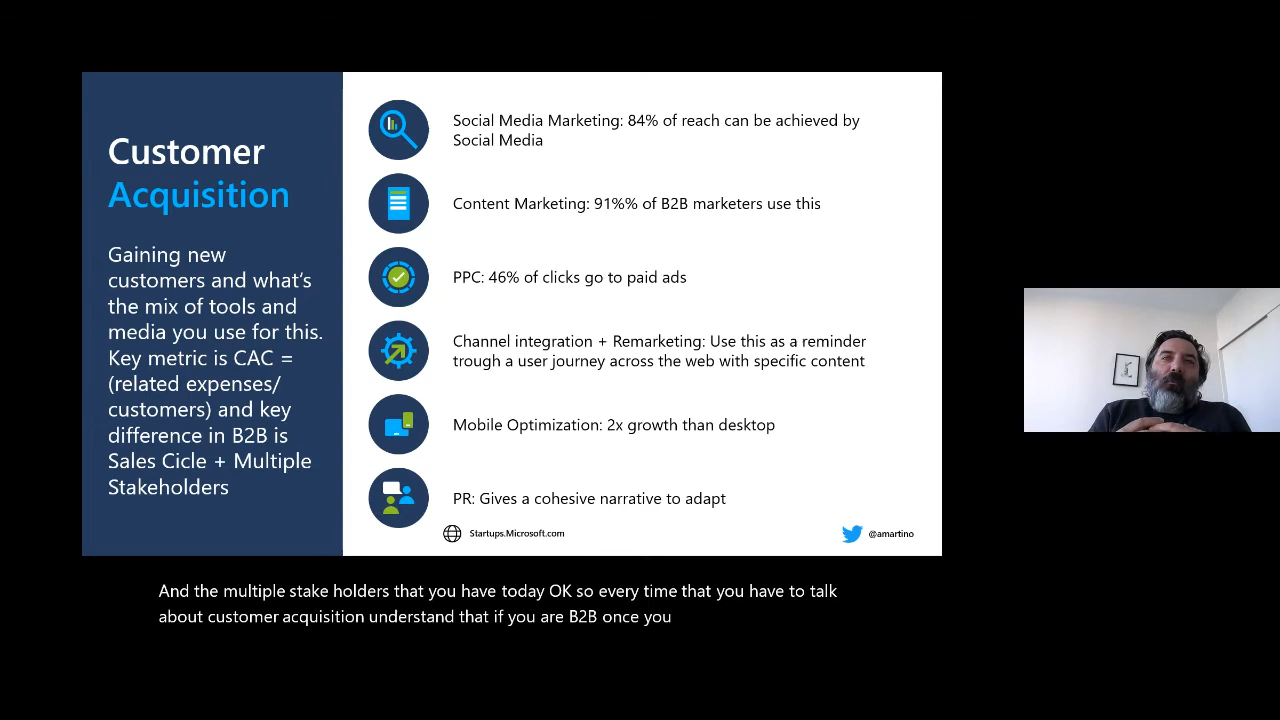 Customer
Acquisition
Gaining new
customers and what's
the mix of tools and
media you use for this.
Key metric is CAC =
(related expenses/
customers) and key
difference in B2B is
Sales Cicle + Multiple
Stakeholders
Social Media Marketing: 84% of reach can be achieved by
Social Media
Content Marketing: 91%% of B2B marketers use this
PPC: 46% of clicks go to paid ads
Channel integration + Remarketing: Use this as a reminder
trough a user journey across the web with specific content
Mobile Optimization: 2x growth than desktop
PR: Gives a cohesive narrative to adapt
Startups.Microsoft.com
@amartino
And the multiple stake holders that you have today OK so every time that you have to talk
about customer acquisition understand that if you are B2B once you